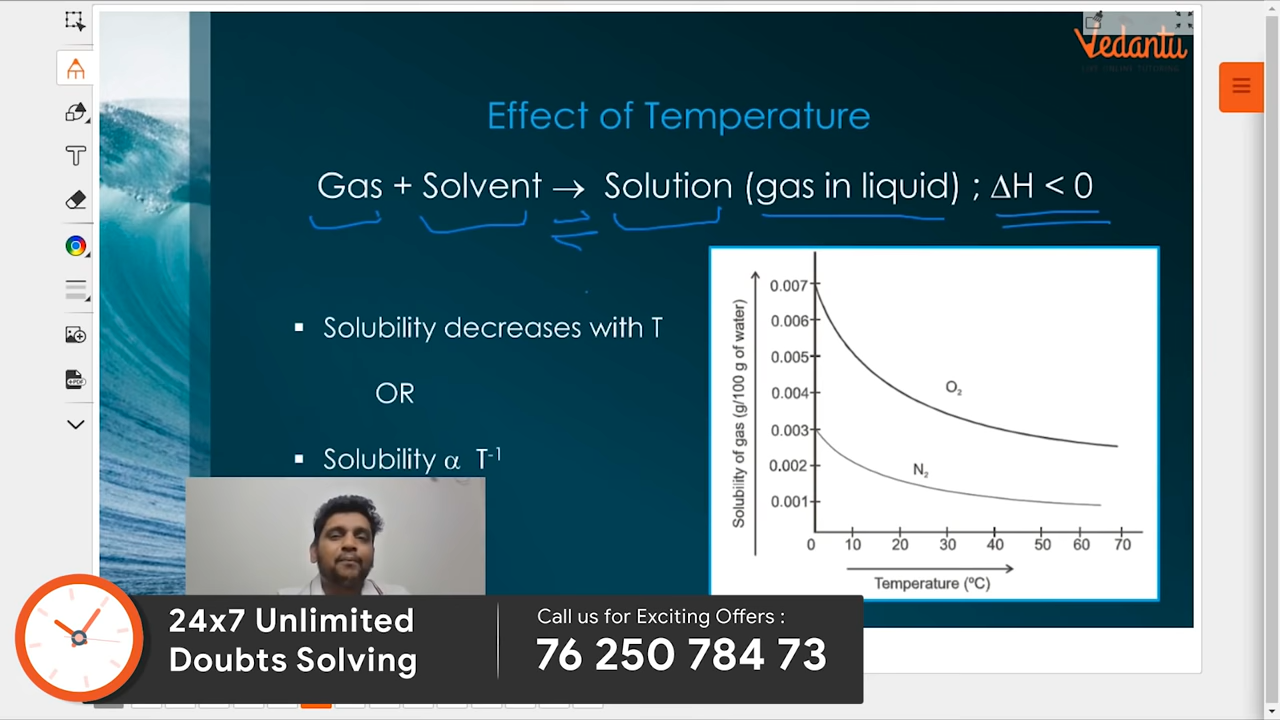 Vedantu
Effect of Temperature
Gas + Solvent → Solution (gas in liquid) ; ΔH < 0
▪ Solubility decreases with T
OR
▪ Solubility α T⁻¹
Solubility of gas (g/100 g of water)
0.007
0.006
0.005
0.004
0.003
0.002
0.001
O₂
N₂
0 10 20 30 40 50 60 70
Temperature (ºC)
T
+PDF
24x7 Unlimited
Doubts Solving
Call us for Exciting Offers :
76 250 784 73